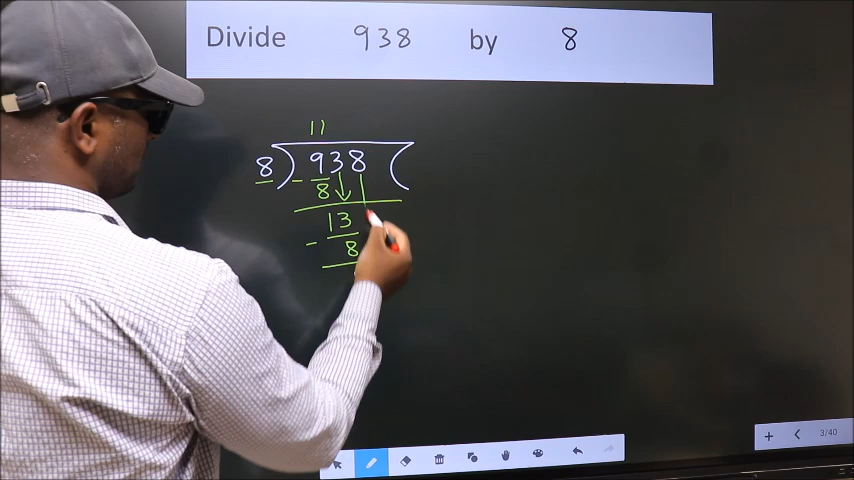 Divide 938 by 8
11
8) 938 (
- 8
13
- 8
3/40